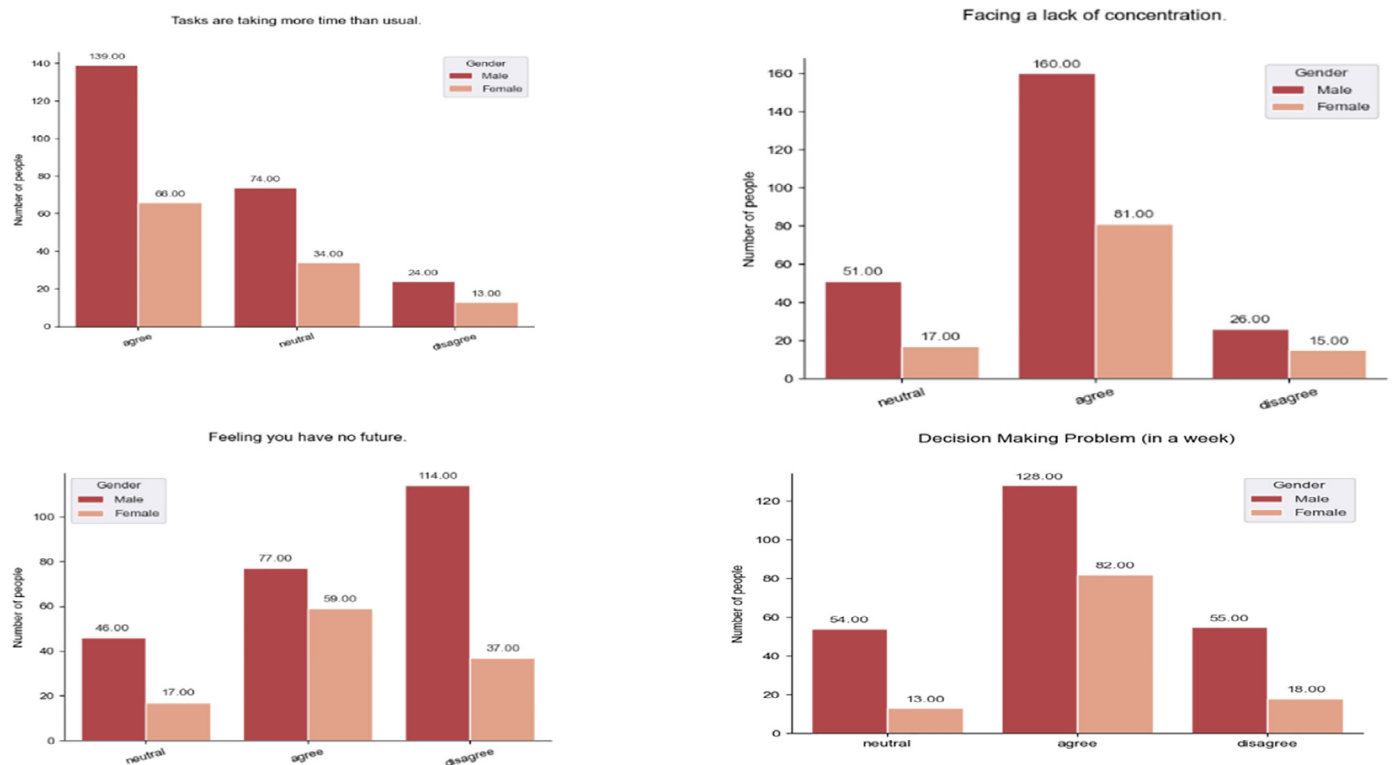 Tasks are taking more time than usual.
Number of people
140
120
100
80
60
40
20
0
139.00
66.00
74.00
34.00
24.00
13.00
agree
neutral
disagree
Gender
Male
Female
Facing a lack of concentration.
Number of people
160
140
120
100
80
60
40
20
0
51.00
17.00
160.00
81.00
26.00
15.00
neutral
agree
disagree
Gender
Male
Female
Feeling you have no future.
Number of people
100
80
60
40
20
0
46.00
17.00
77.00
59.00
114.00
37.00
neutral
agree
disagree
Gender
Male
Female
Decision Making Problem (in a week)
Number of people
120
100
80
60
40
20
0
54.00
13.00
128.00
82.00
55.00
18.00
neutral
agree
disagree
Gender
Male
Female